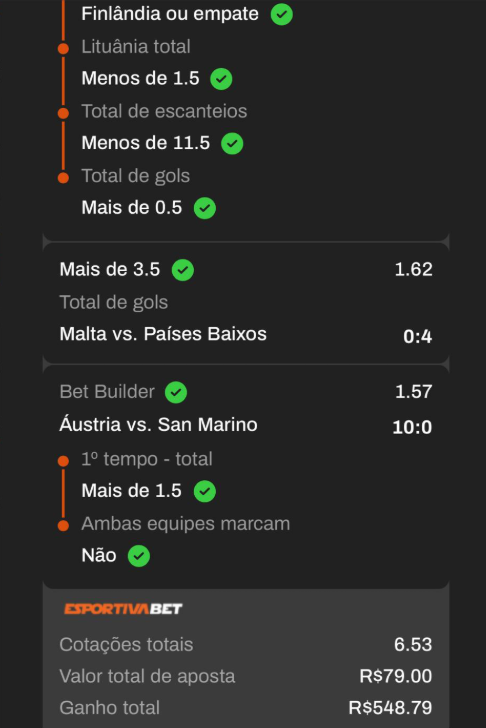 Finlândia ou empate
Lituânia total
Menos de 1.5
Total de escanteios
Menos de 11.5
Total de gols
Mais de 0.5
Mais de 3.5 1.62
Total de gols
Malta vs. Países Baixos 0:4
Bet Builder 1.57
Áustria vs. San Marino 10:0
1º tempo - total
Mais de 1.5
Ambas equipes marcam
Não
ESPORTIVABET
Cotações totais 6.53
Valor total de aposta R$79.00
Ganho total R$548.79